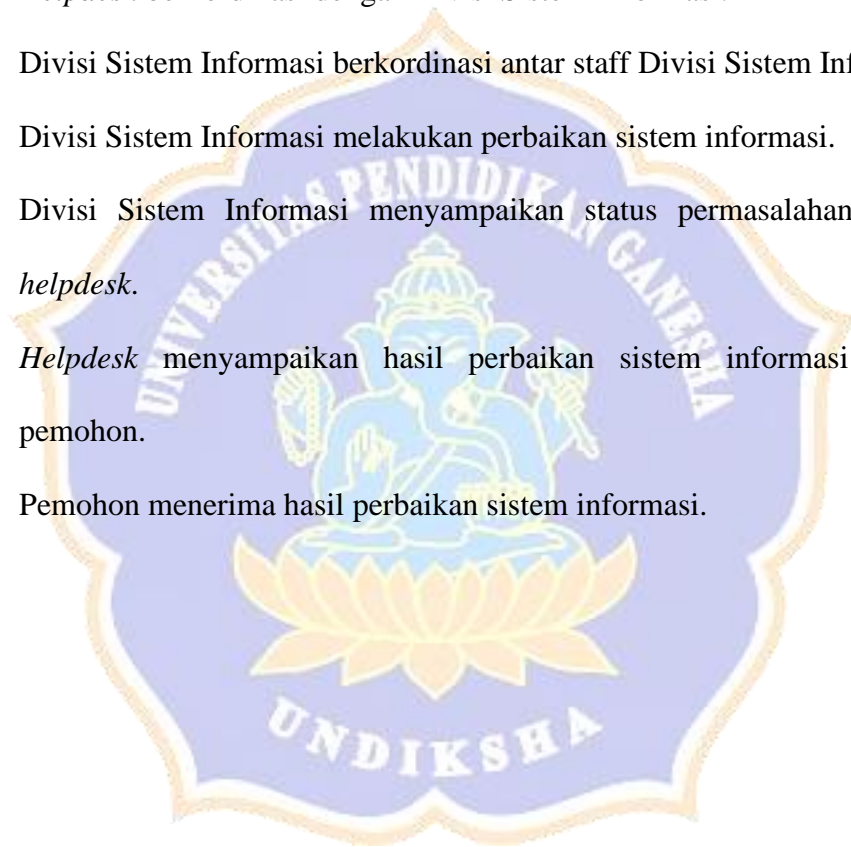 Divisi Sistem Informasi berkordinasi antar staff Divisi Sistem
Divisi Sistem Informasi melakukan perbaikan sistem informasi.
Divisi Sistem Informasi menyampaikan status permasalahan
helpdesk.
Helpdesk menyampaikan hasil perbaikan sistem informasi
pemohon.
Pemohon menerima hasil perbaikan sistem informasi.
UNIVERSITAS PENDIDIKAN GANESHA
UNDIKSHA